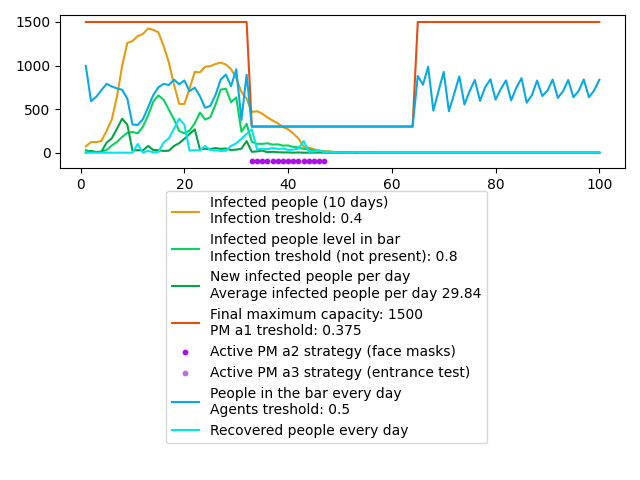 1500
1000
500
0
0
20
40
60
80
100
Infected people (10 days)
Infection treshold: 0.4
Infected people level in bar
Infection treshold (not present): 0.8
New infected people per day
Average infected people per day 29.84
Final maximum capacity: 1500
PM a1 treshold: 0.375
Active PM a2 strategy (face masks)
Active PM a3 strategy (entrance test)
People in the bar every day
Agents treshold: 0.5
Recovered people every day